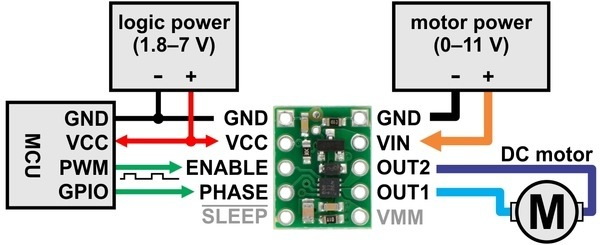 logic power
(1.8–7 V)
- +
motor power
(0–11 V)
- +
MCU
GND
VCC
PWM
GPIO
GND
VCC
ENABLE
PHASE
SLEEP
GND
VIN
OUT2
OUT1
VMM
DC motor
M